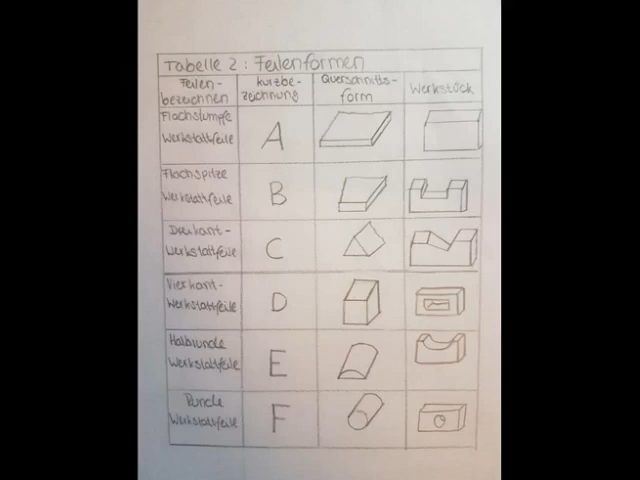 Tabelle 2: Feilenformen
Feilen-
bezeichnen
Kurzbe-
zeichnung
Querschnitts-
form
Werkstück
Flachstumpfe
Werkstattfeile
A
Flachspitze
Werkstattfeile
B
Dreikant-
Werkstattfeile
C
Vierkant-
Werkstattfeile
D
Halbrunde
Werkstattfeile
E
Runde
Werkstattfeile
F